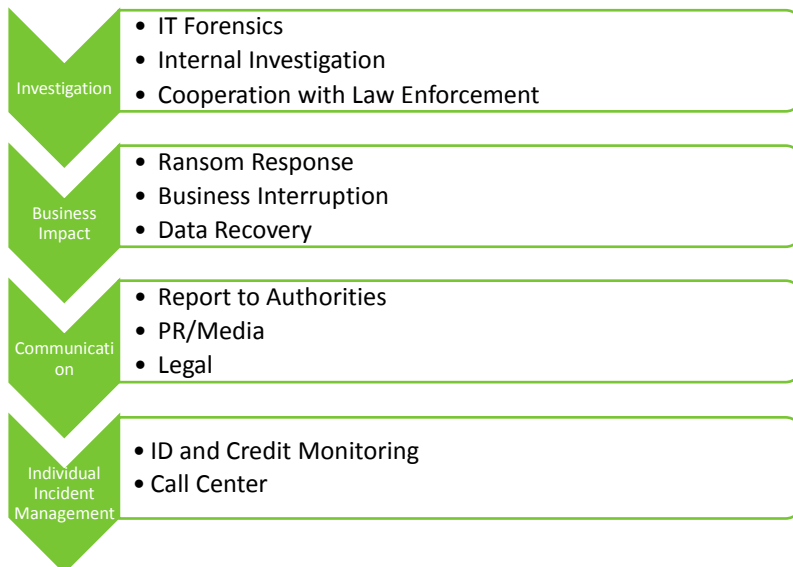 Investigation
• IT Forensics
• Internal Investigation
• Cooperation with Law Enforcement
Business
Impact
• Ransom Response
• Business Interruption
• Data Recovery
Communicati
on
• Report to Authorities
• PR/Media
• Legal
Individual
Incident
Management
• ID and Credit Monitoring
• Call Center